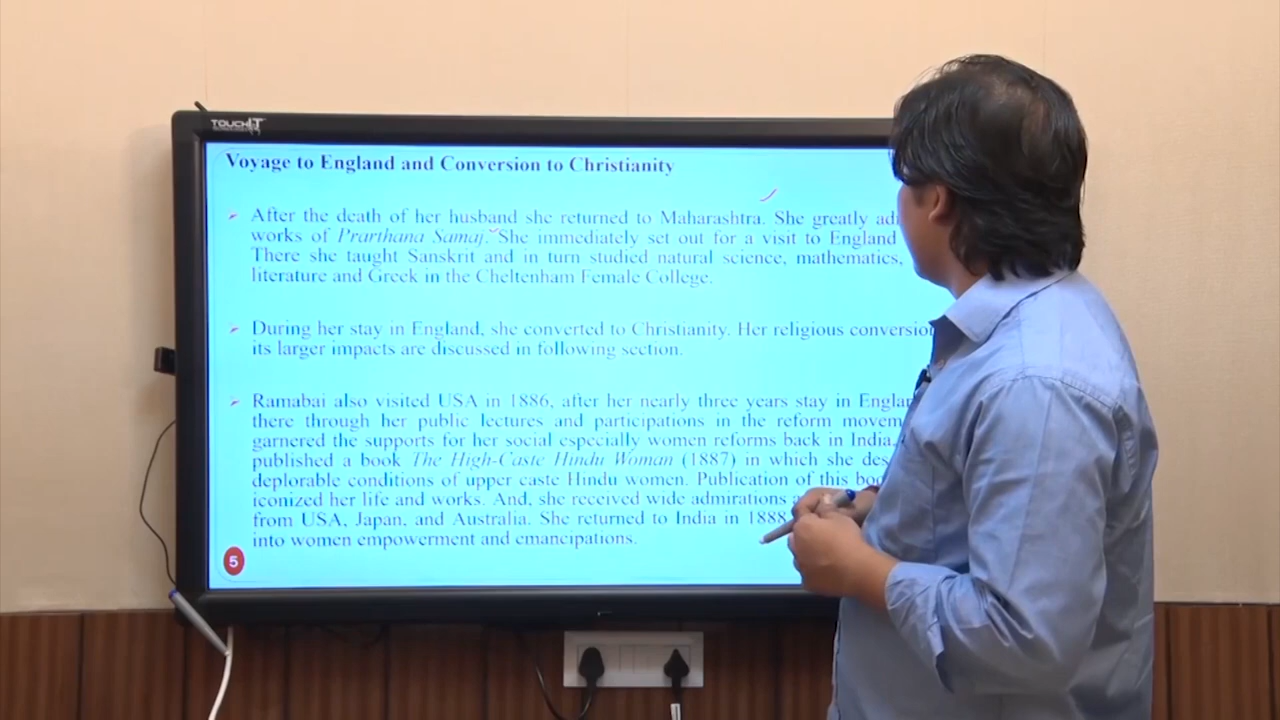 TOUCHIT
Voyage to England and Conversion to Christianity
After the death of her husband she returned to Maharashtra. She greatly
works of Prarthana Samaj. She immediately set out for a visit to England
There she taught Sanskrit and in turn studied natural science, mathematics,
literature and Greek in the Cheltenham Female College.
During her stay in England, she converted to Christianity. Her religious
its larger impacts are discussed in following section.
Ramabai also visited USA in 1886, after her nearly three years stay in
there through her public lectures and participations in the reform
garnered the supports for her social especially women reforms back in India.
published a book The High-Caste Hindu Woman (1887) in which she
deplorable conditions of upper caste Hindu women. Publication of this
iconized her life and works. And, she received wide admirations
from USA, Japan, and Australia. She returned to India in 1888
into women empowerment and emancipations.
5